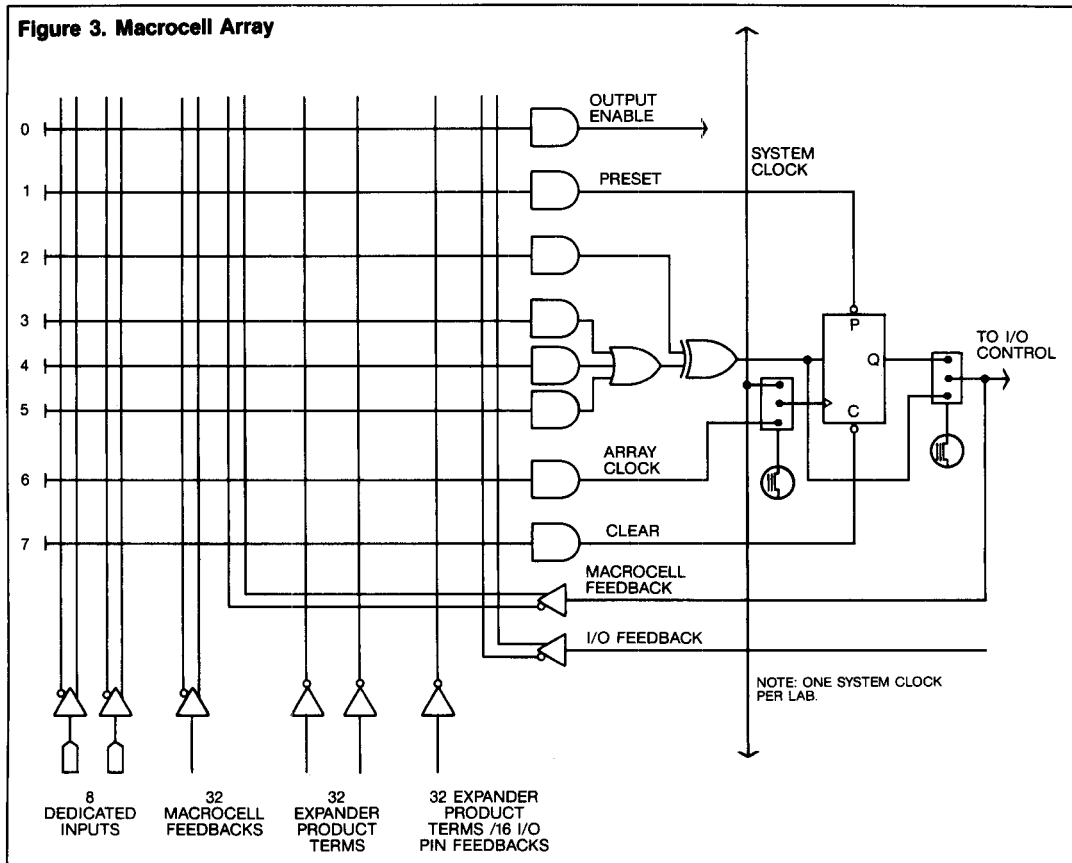 Figure 3. Macrocell Array
0
OUTPUT
ENABLE
SYSTEM
CLOCK
1
PRESET
2
3
4
5
P
Q
C
TO I/O
CONTROL
6
ARRAY
CLOCK
7
CLEAR
MACROCELL
FEEDBACK
I/O FEEDBACK
NOTE: ONE SYSTEM CLOCK
PER LAB.
8
DEDICATED
INPUTS
32
MACROCELL
FEEDBACKS
32
EXPANDER
PRODUCT
TERMS
32 EXPANDER
PRODUCT
TERMS /16 I/O
PIN FEEDBACKS